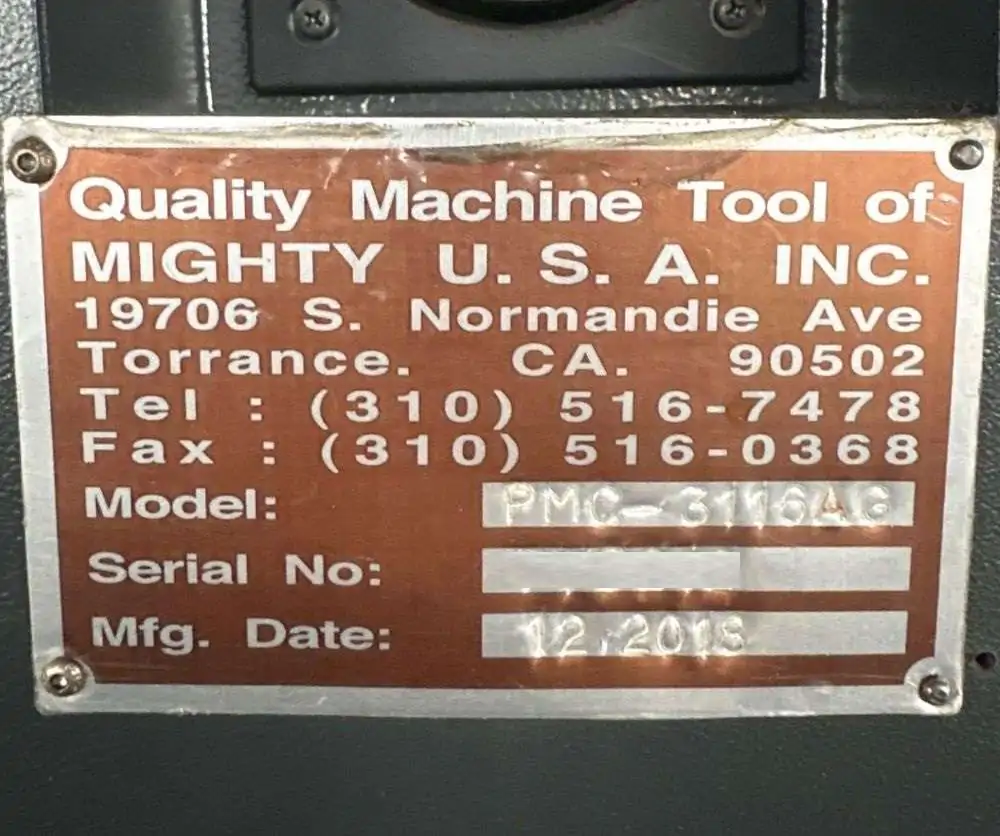 Quality Machine Tool of
MIGHTY U. S. A. INC.
19706 S. Normandie Ave
Torrance. CA. 90502
Tel : (310) 516-7478
Fax : (310) 516-0368
Model: PMC-3116AG
Serial No:
Mfg. Date: 12.2018